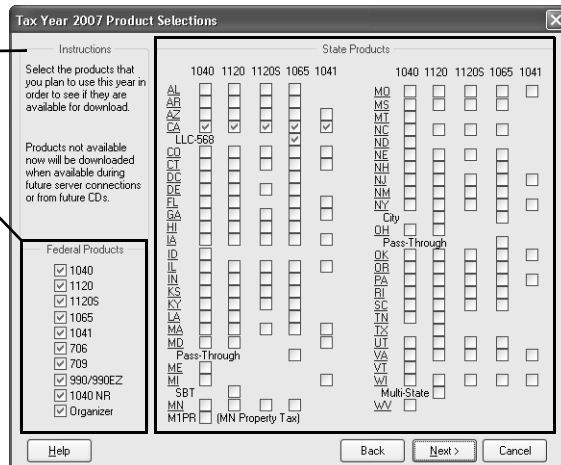 Tax Year 2007 Product Selections
Instructions
Select the products that
you plan to use this year in
order to see if they are
available for download.
Products not available
now will be downloaded
when available during
future server connections
or from future CDs.
Federal Products
1040
1120
1120S
1065
1041
706
709
990/990EZ
1040 NR
Organizer
State Products
1040 1120 1120S 1065 1041
AL
AR
AZ
CA
LLC-568
CO
CT
DC
DE
FL
GA
HI
IA
ID
IL
IN
KS
KY
LA
MA
MD
Pass-Through
ME
MI
SBT
MN
M1PR (MN Property Tax)
1040 1120 1120S 1065 1041
MO
MS
MT
NC
ND
NE
NH
NJ
NM
NY
City
OH
Pass-Through
OK
OR
PA
RI
SC
TN
TX
UT
VA
VT
WI
Multi-State
WV
Help
Back
Next >
Cancel